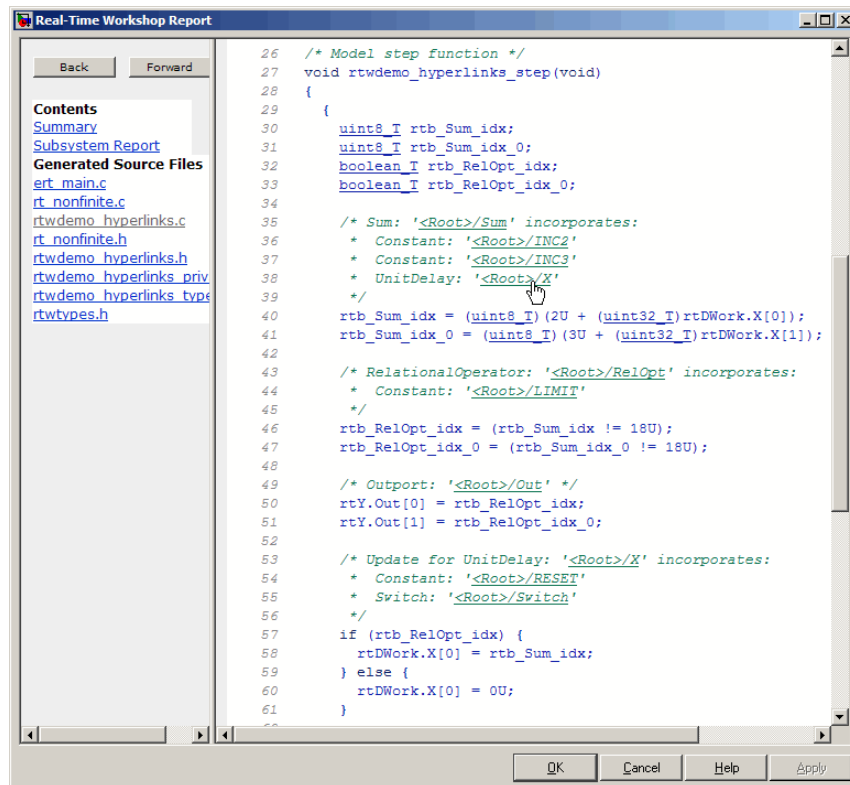 Real-Time Workshop Report
Back Forward
Contents
Summary
Subsystem Report
Generated Source Files
ert_main.c
rt_nonfinite.c
rtwdemo_hyperlinks.c
rt_nonfinite.h
rtwdemo_hyperlinks.h
rtwdemo_hyperlinks_priv
rtwdemo_hyperlinks_type
rtwtypes.h
26 /* Model step function */
27 void rtwdemo_hyperlinks_step(void)
28 {
29 {
30 uint8_T rtb_Sum_idx;
31 uint8_T rtb_Sum_idx_0;
32 boolean_T rtb_RelOpt_idx;
33 boolean_T rtb_RelOpt_idx_0;
34
35 /* Sum: '<Root>/Sum' incorporates:
36 * Constant: '<Root>/INC2'
37 * Constant: '<Root>/INC3'
38 * UnitDelay: '<Root>/X'
39 */
40 rtb_Sum_idx = (uint8_T)(2U + (uint32_T)rtDWork.X[0]);
41 rtb_Sum_idx_0 = (uint8_T)(3U + (uint32_T)rtDWork.X[1]);
42
43 /* RelationalOperator: '<Root>/RelOpt' incorporates:
44 * Constant: '<Root>/LIMIT'
45 */
46 rtb_RelOpt_idx = (rtb_Sum_idx != 18U);
47 rtb_RelOpt_idx_0 = (rtb_Sum_idx_0 != 18U);
48
49 /* Outport: '<Root>/Out' */
50 rtY.Out[0] = rtb_RelOpt_idx;
51 rtY.Out[1] = rtb_RelOpt_idx_0;
52
53 /* Update for UnitDelay: '<Root>/X' incorporates:
54 * Constant: '<Root>/RESET'
55 * Switch: '<Root>/Switch'
56 */
57 if (rtb_RelOpt_idx) {
58 rtDWork.X[0] = rtb_Sum_idx;
59 } else {
60 rtDWork.X[0] = 0U;
61 }
OK Cancel Help Apply